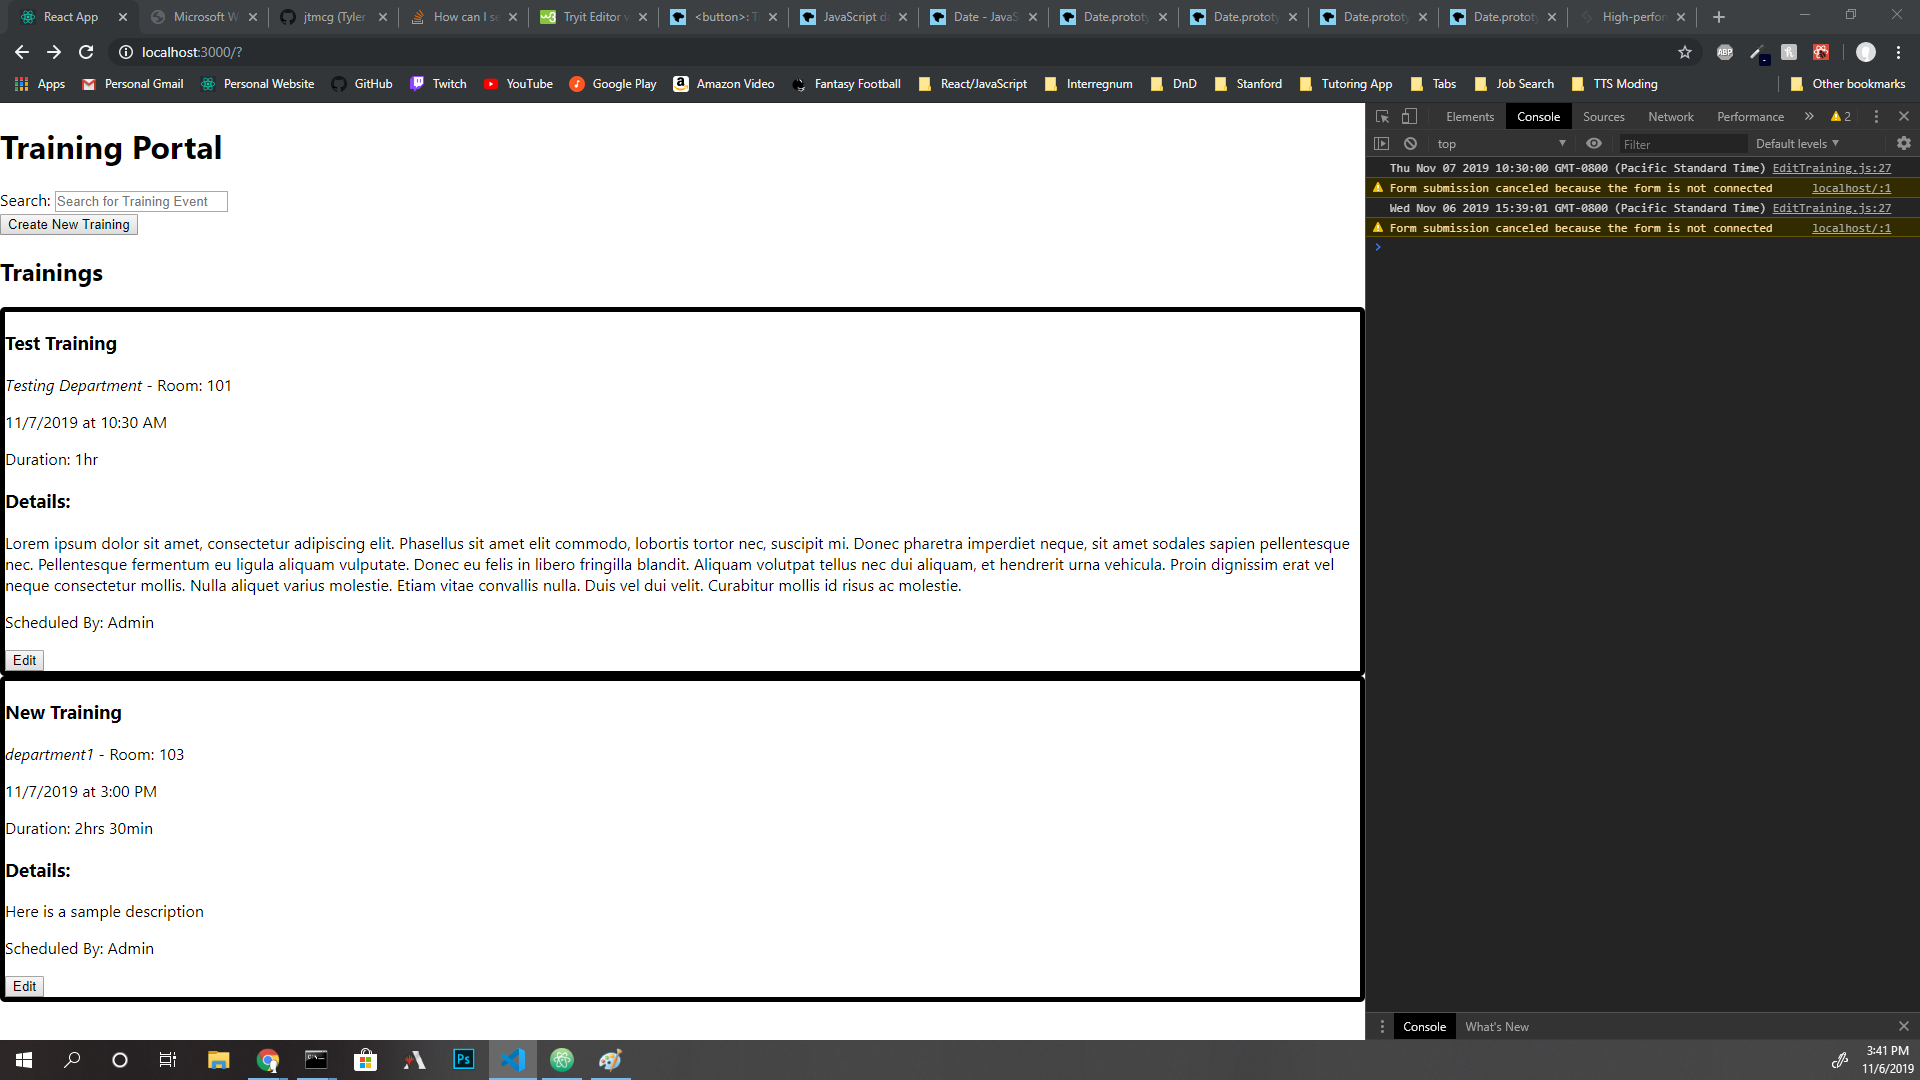 React App
Microsoft W
jtmcg (Tyler
How can I se
Tryit Editor v
<button>: T
JavaScript da
Date - JavaS
Date.prototy
Date.prototy
Date.prototy
Date.prototy
High-perfor
localhost:3000/?
ABP
Apps
Personal Gmail
Personal Website
GitHub
Twitch
YouTube
Google Play
Amazon Video
Fantasy Football
React/JavaScript
Interregnum
DnD
Stanford
Tutoring App
Tabs
Job Search
TTS Moding
Other bookmarks
Training Portal
Search: Search for Training Event
Create New Training
Trainings
Test Training
Testing Department - Room: 101
11/7/2019 at 10:30 AM
Duration: 1hr
Details:
Lorem ipsum dolor sit amet, consectetur adipiscing elit. Phasellus sit amet elit commodo, lobortis tortor nec, suscipit mi. Donec pharetra imperdiet neque, sit amet sodales sapien pellentesque
nec. Pellentesque fermentum eu ligula aliquam vulputate. Donec eu felis in libero fringilla blandit. Aliquam volutpat tellus nec dui aliquam, et hendrerit urna vehicula. Proin dignissim erat vel
neque consectetur mollis. Nulla aliquet varius molestie. Etiam vitae convallis nulla. Duis vel dui velit. Curabitur mollis id risus ac molestie.
Scheduled By: Admin
Edit
New Training
department1 - Room: 103
11/7/2019 at 3:00 PM
Duration: 2hrs 30min
Details:
Here is a sample description
Scheduled By: Admin
Edit
Elements
Console
Sources
Network
Performance
2
top
Filter
Default levels
Thu Nov 07 2019 10:30:00 GMT-0800 (Pacific Standard Time) EditTraining.js:27
Form submission canceled because the form is not connected localhost/:1
Wed Nov 06 2019 15:39:01 GMT-0800 (Pacific Standard Time) EditTraining.js:27
Form submission canceled because the form is not connected localhost/:1
Console
What's New
Ps
3:41 PM
11/6/2019